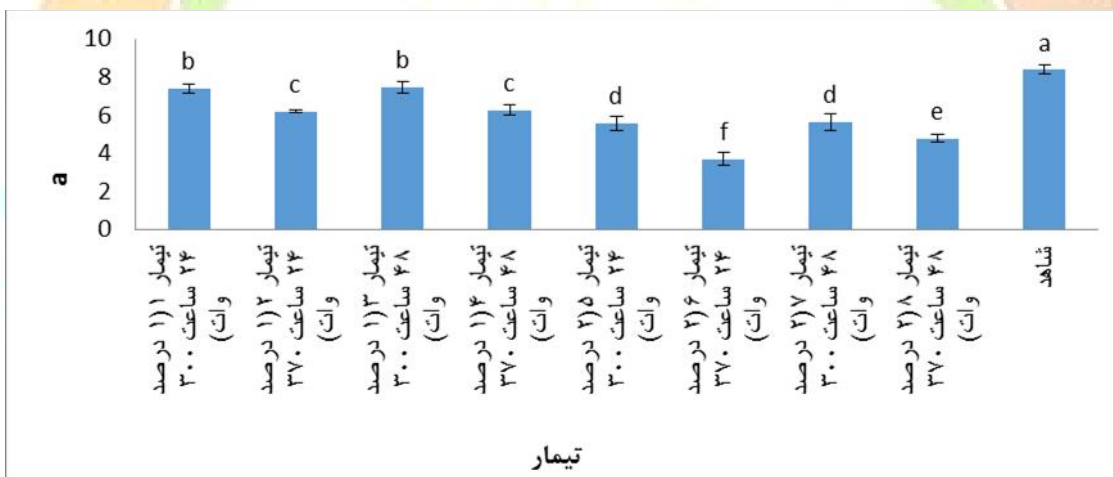 10
8
6
4
2
0
a
b
c
b
c
d
f
d
e
a
تیمار ۱(۱ درصد
۲۴ ساعت ۳۰۰
وات)
تیمار ۲(۱ درصد
۲۴ ساعت ۳۷۰
وات)
تیمار ۳(۱ درصد
۴۸ ساعت ۳۰۰
وات)
تیمار ۴(۱ درصد
۴۸ ساعت ۳۷۰
وات)
تیمار ۵(۲ درصد
۲۴ ساعت ۳۰۰
وات)
تیمار ۶(۲ درصد
۲۴ ساعت ۳۷۰
وات)
تیمار ۷(۲ درصد
۴۸ ساعت ۳۰۰
وات)
تیمار ۸(۲ درصد
۴۸ ساعت ۳۷۰
وات)
شاهد
تیمار